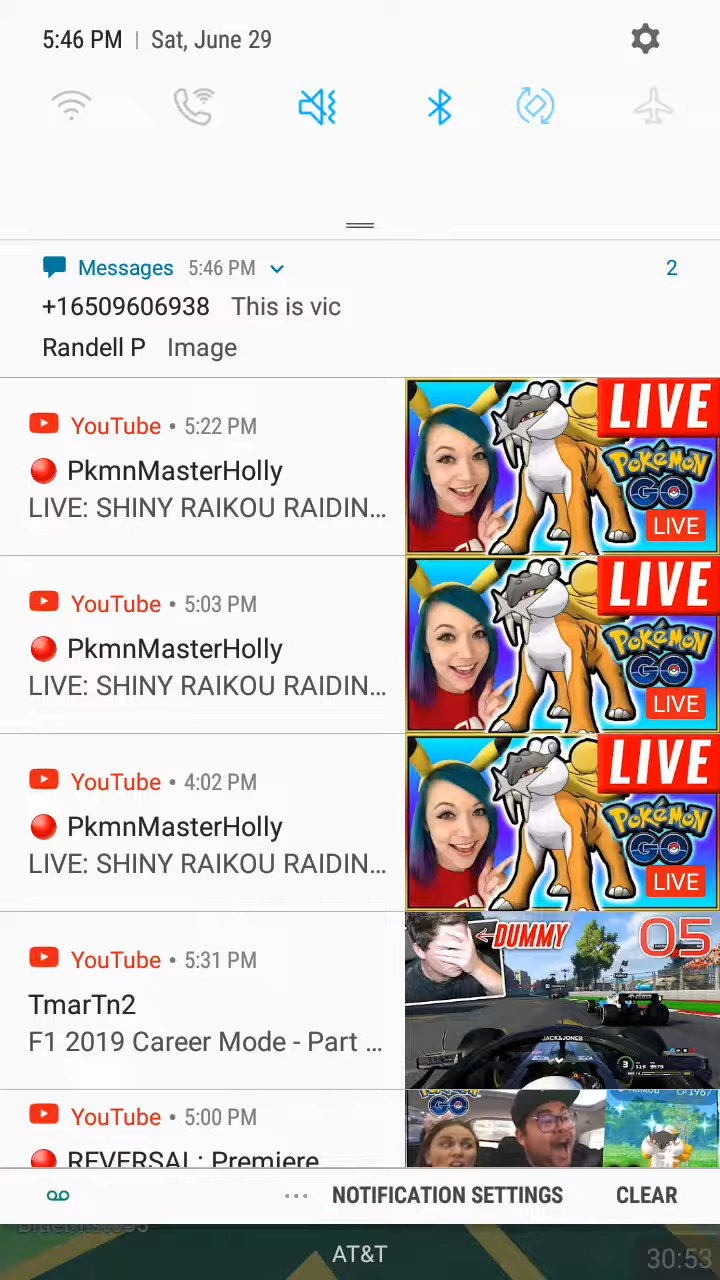 5:46 PM | Sat, June 29
Messages 5:46 PM 2
+16509606938 This is vic
Randell P Image
YouTube • 5:22 PM
PkmnMasterHolly
LIVE: SHINY RAIKOU RAIDIN...
LIVE
POKéMON
GO
LIVE
YouTube • 5:03 PM
PkmnMasterHolly
LIVE: SHINY RAIKOU RAIDIN...
LIVE
POKéMON
GO
LIVE
YouTube • 4:02 PM
PkmnMasterHolly
LIVE: SHINY RAIKOU RAIDIN...
LIVE
POKéMON
GO
LIVE
YouTube • 5:31 PM
TmarTn2
F1 2019 Career Mode - Part ...
DUMMY
05
JACK&JONES
YouTube • 5:00 PM
REVERSAL: Premiere
GO
NOTIFICATION SETTINGS CLEAR
AT&T
30:53